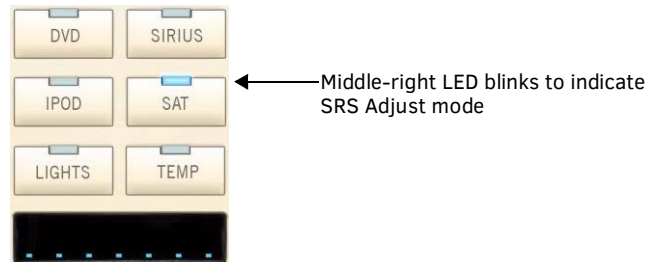 DVD SIRIUS
IPOD SAT
LIGHTS TEMP
Middle-right LED blinks to indicate
SRS Adjust mode